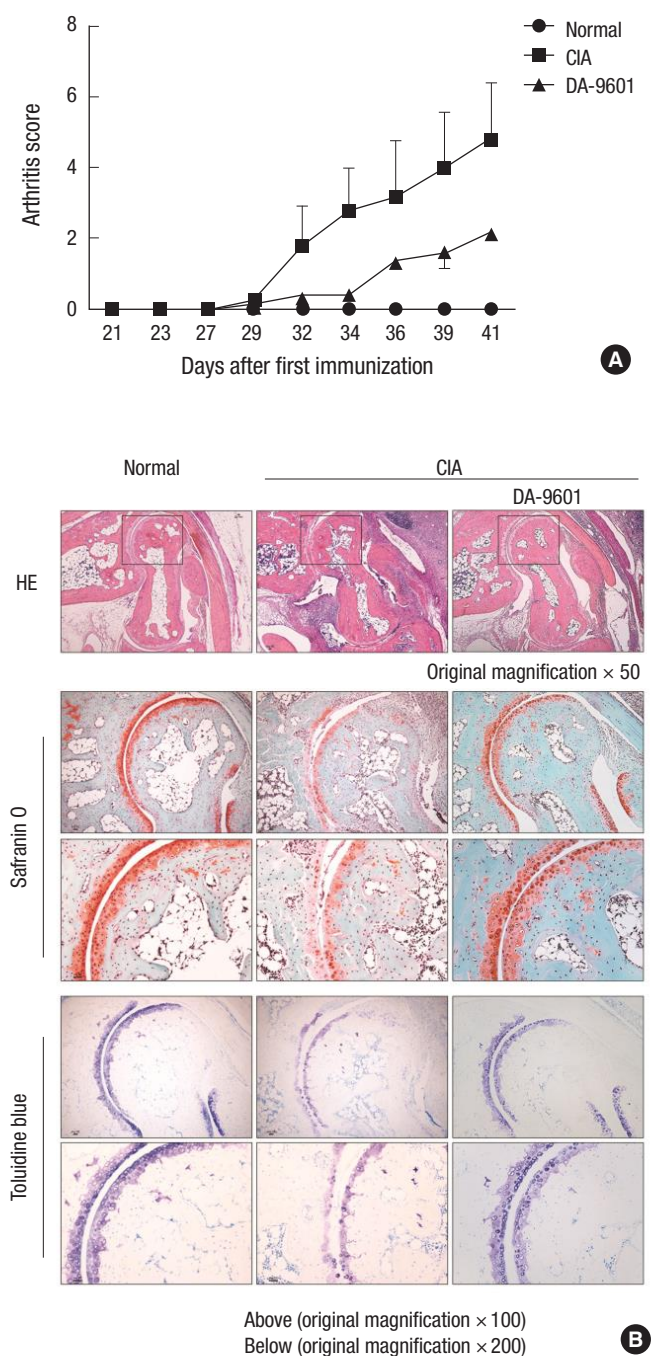 8
6
4
2
0
Arthritis score
Normal
CIA
DA-9601
21 23 27 29 32 34 36 39 41
Days after first immunization
A
Normal
CIA
DA-9601
HE
Original magnification × 50
Safranin O
Toluidine blue
Above (original magnification × 100)
Below (original magnification × 200)
B